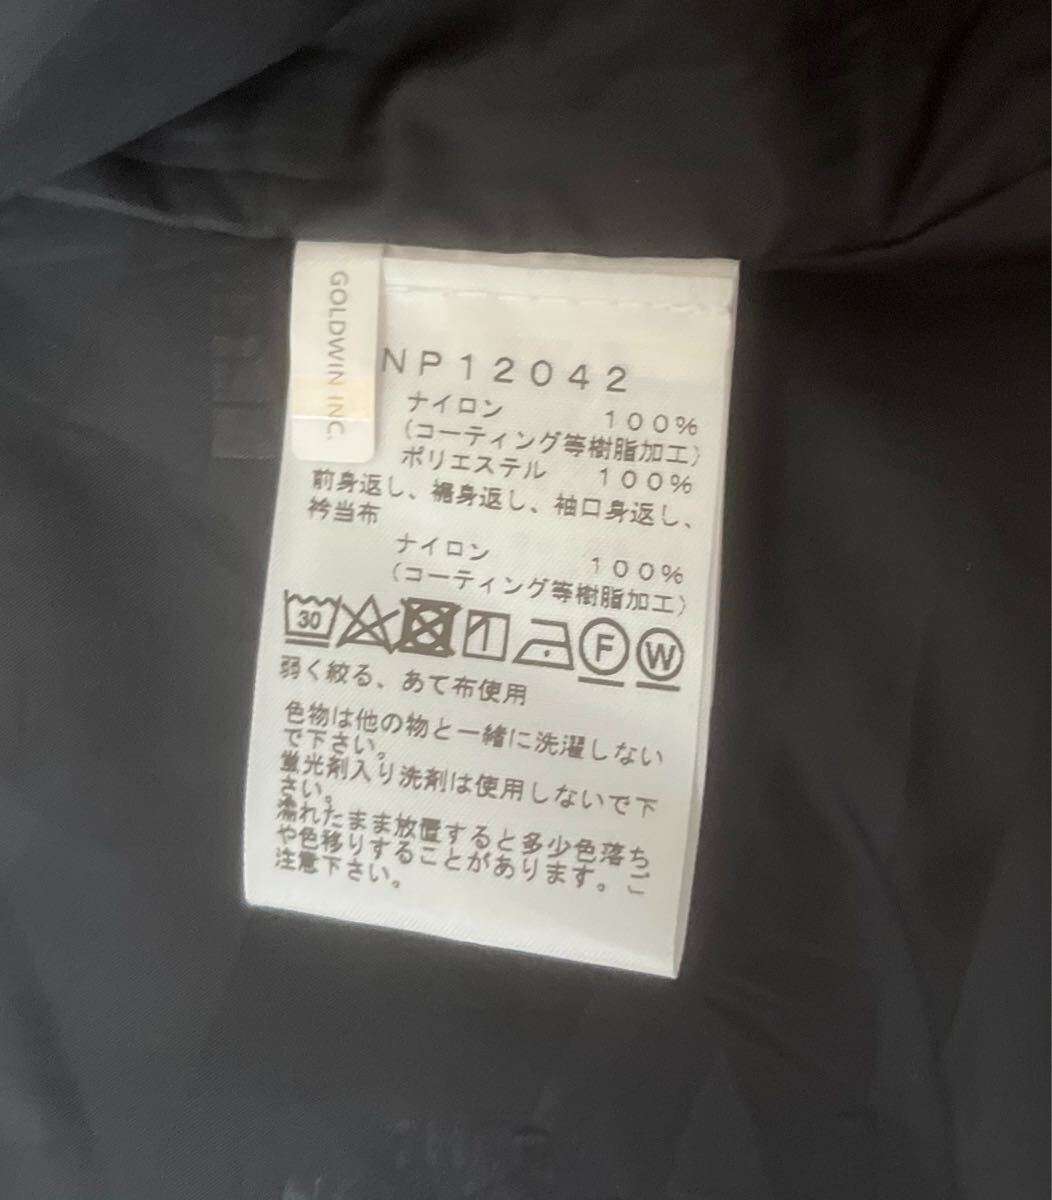 GOLDWIN INC.
NP12042
ナイロン 100%
(コーティング等樹脂加工)
ポリエステル 100%
前身返し、裾身返し、袖口身返し、
衿当布
ナイロン 100%
(コーティング等樹脂加工)
30 F W
弱く絞る、あて布使用
色物は他の物と一緒に洗濯しない
で下さい。
蛍光剤入り洗剤は使用しないで下
さい。
濡れたまま放置すると多少色落ち
や色移りすることがあります。ご
注意下さい。